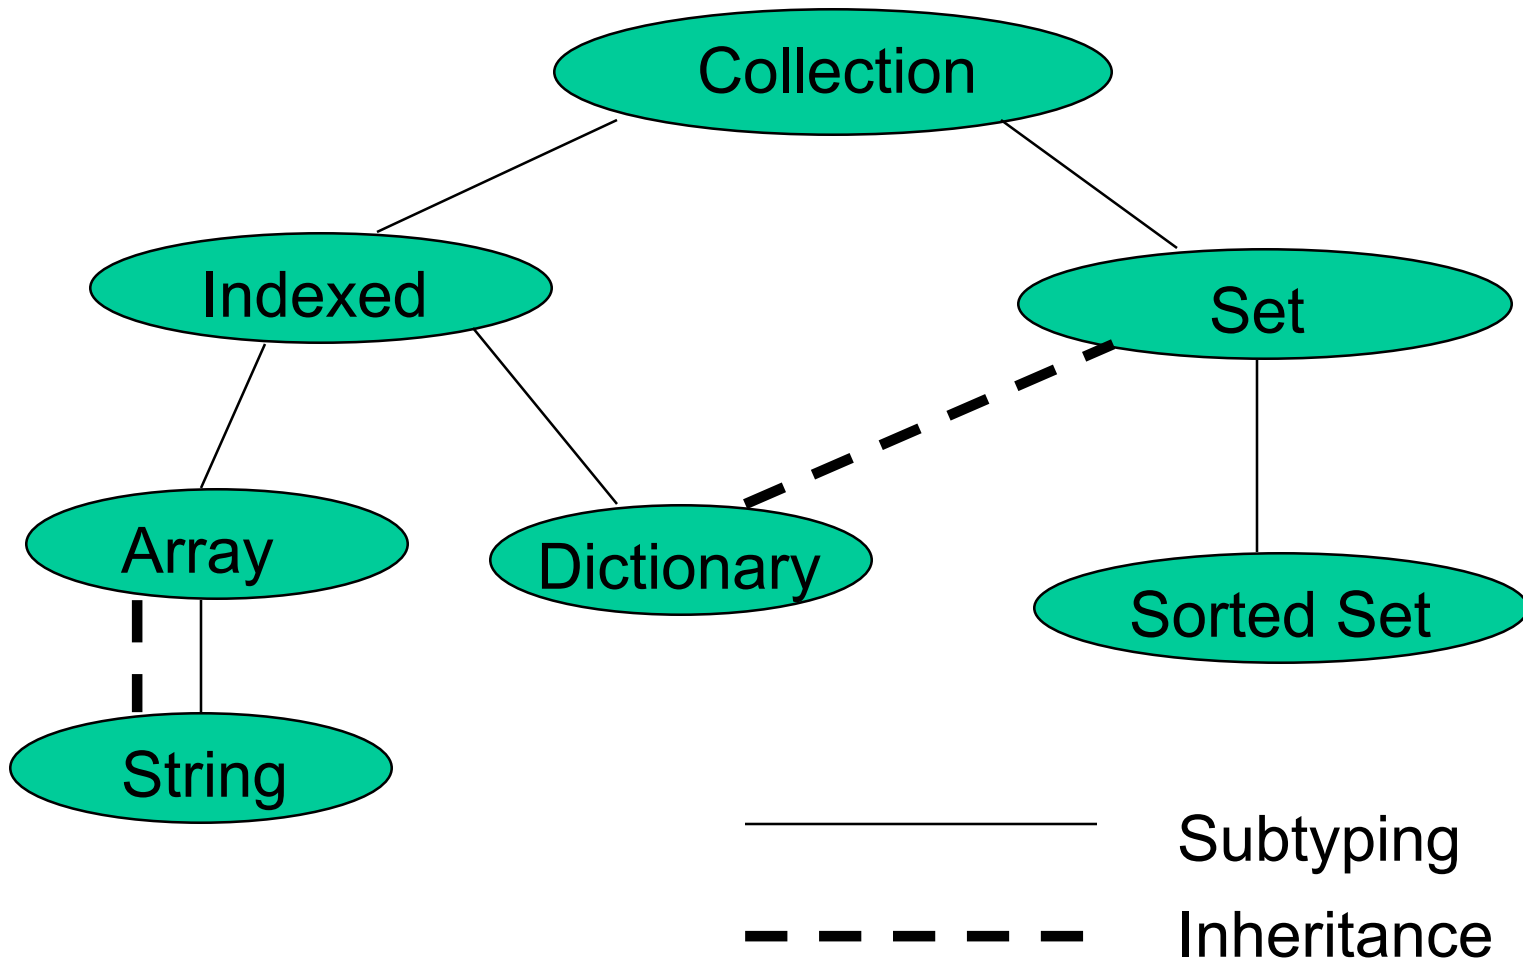 Collection
Indexed
Set
Array
Dictionary
Sorted Set
String
Subtyping
Inheritance